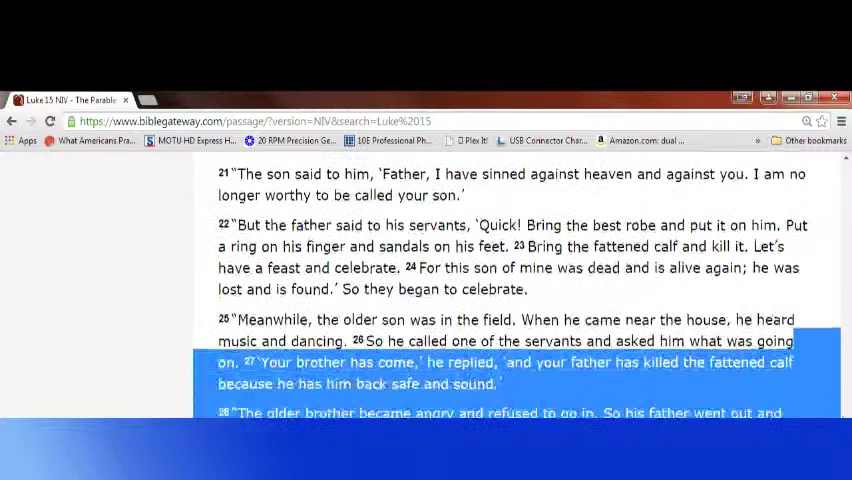 Luke 15 NIV - The Parable
https://www.biblegateway.com/passage/?version=NIV&search=Luke%2015
Apps What Americans Pra... MOTU HD Express H... 20 RPM Precision Ge... 10E Professional Ph... Plex It! USB Connector Char... Amazon.com: dual ... » Other bookmarks
21 “The son said to him, ‘Father, I have sinned against heaven and against you. I am no
longer worthy to be called your son.’
22 “But the father said to his servants, ‘Quick! Bring the best robe and put it on him. Put
a ring on his finger and sandals on his feet. 23 Bring the fattened calf and kill it. Let’s
have a feast and celebrate. 24 For this son of mine was dead and is alive again; he was
lost and is found.’ So they began to celebrate.
25 “Meanwhile, the older son was in the field. When he came near the house, he heard
music and dancing. 26 So he called one of the servants and asked him what was going
on. 27 ‘Your brother has come,’ he replied, ‘and your father has killed the fattened calf
because he has him back safe and sound.’
28 “The older brother became angry and refused to go in. So his father went out and